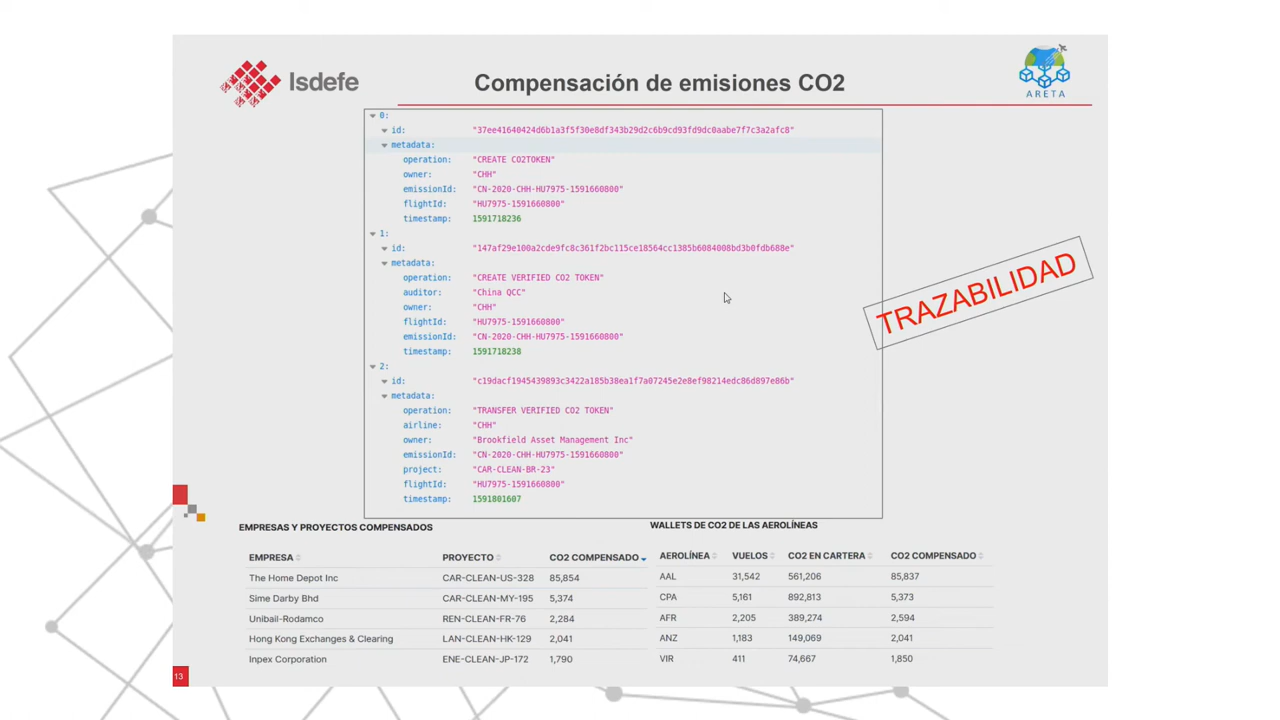 Isdefe
Compensación de emisiones CO2
ARETA
0:
id: "37ee41640424d6b1a3f5f30e8df343b29d2c6b9cd93fd9dc0aabe7f7c3a2afc8"
metadata:
operation: "CREATE CO2TOKEN"
owner: "CHH"
emissionId: "CN-2020-CHH-HU7975-1591660800"
flightId: "HU7975-1591660800"
timestamp: 1591718236
1:
id: "147af29e100a2cde9fc8c361f2bc115ce18564cc1385b6084008bd3b0fdb688e"
metadata:
operation: "CREATE VERIFIED CO2 TOKEN"
auditor: "China QCC"
owner: "CHH"
flightId: "HU7975-1591660800"
emissionId: "CN-2020-CHH-HU7975-1591660800"
timestamp: 1591718238
2:
id: "c19dacf1945439893c3422a185b38ea1f7a07245e2e8ef98214edc86d897e86b"
metadata:
operation: "TRANSFER VERIFIED CO2 TOKEN"
airline: "CHH"
owner: "Brookfield Asset Management Inc"
emissionId: "CN-2020-CHH-HU7975-1591660800"
project: "CAR-CLEAN-BR-23"
flightId: "HU7975-1591660800"
timestamp: 1591801607
TRAZABILIDAD
EMPRESAS Y PROYECTOS COMPENSADOS
EMPRESA PROYECTO CO2 COMPENSADO
The Home Depot Inc CAR-CLEAN-US-328 85,854
Sime Darby Bhd CAR-CLEAN-MY-195 5,374
Unibail-Rodamco REN-CLEAN-FR-76 2,284
Hong Kong Exchanges & Clearing LAN-CLEAN-HK-129 2,041
Inpex Corporation ENE-CLEAN-JP-172 1,790
WALLETS DE CO2 DE LAS AEROLÍNEAS
AEROLÍNEA VUELOS CO2 EN CARTERA CO2 COMPENSADO
AAL 31,542 561,206 85,837
CPA 5,161 892,813 5,373
AFR 2,205 389,274 2,594
ANZ 1,183 149,069 2,041
VIR 411 74,667 1,850
13